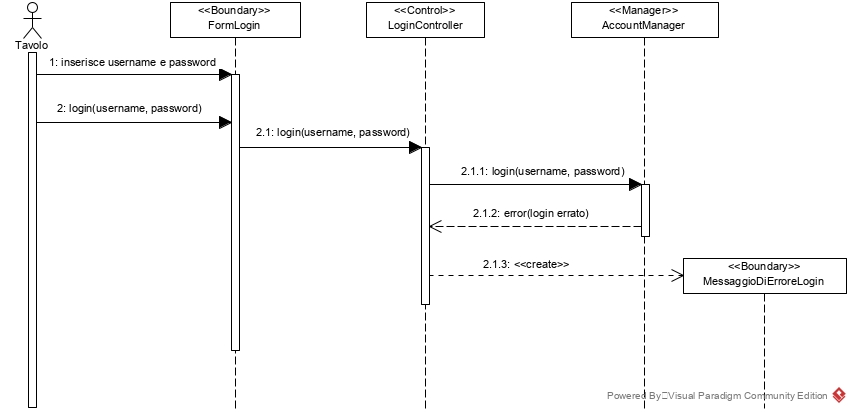 <<Boundary>>
FormLogin
<<Control>>
LoginController
<<Manager>>
AccountManager
Tavolo
1: inserisce username e password
2: login(username, password)
2.1: login(username, password)
2.1.1: login(username, password)
2.1.2: error(login errato)
2.1.3: <<create>>
<<Boundary>>
MessaggioDiErroreLogin
Powered By Visual Paradigm Community Edition